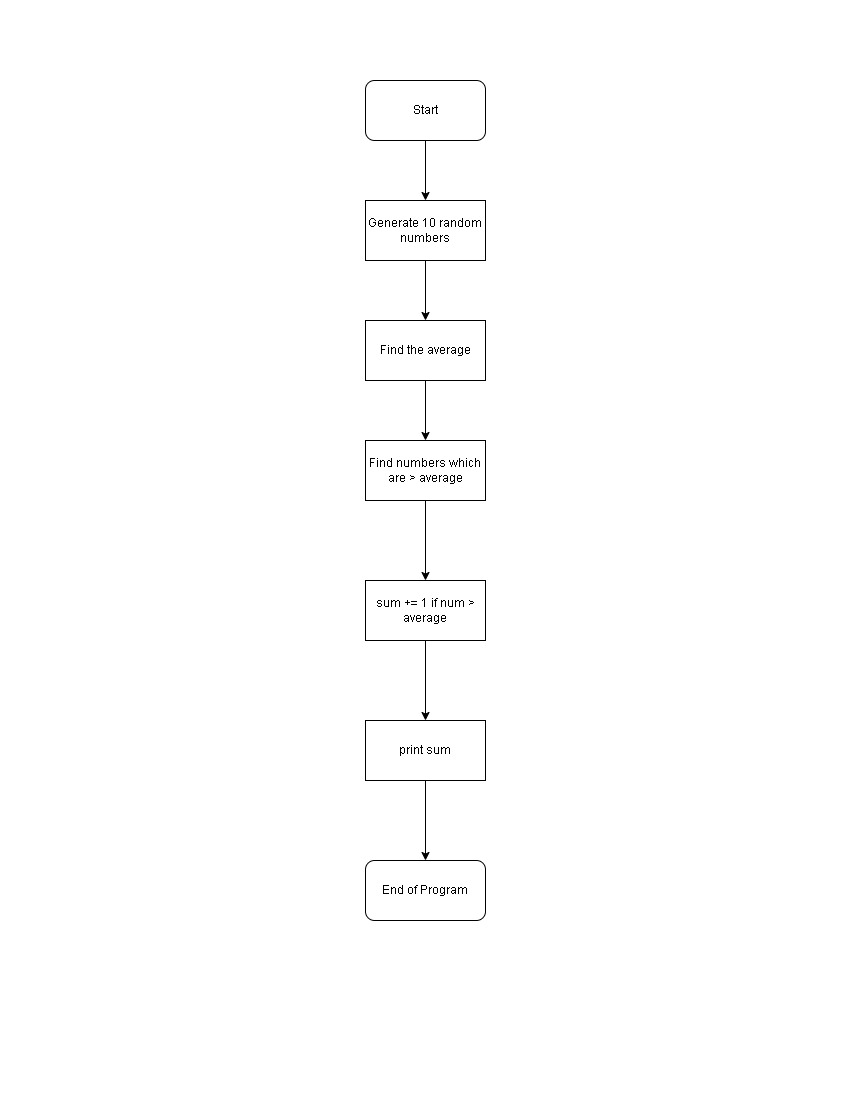 Start
Generate 10 random
numbers
Find the average
Find numbers which
are > average
sum += 1 if num >
average
print sum
End of Program